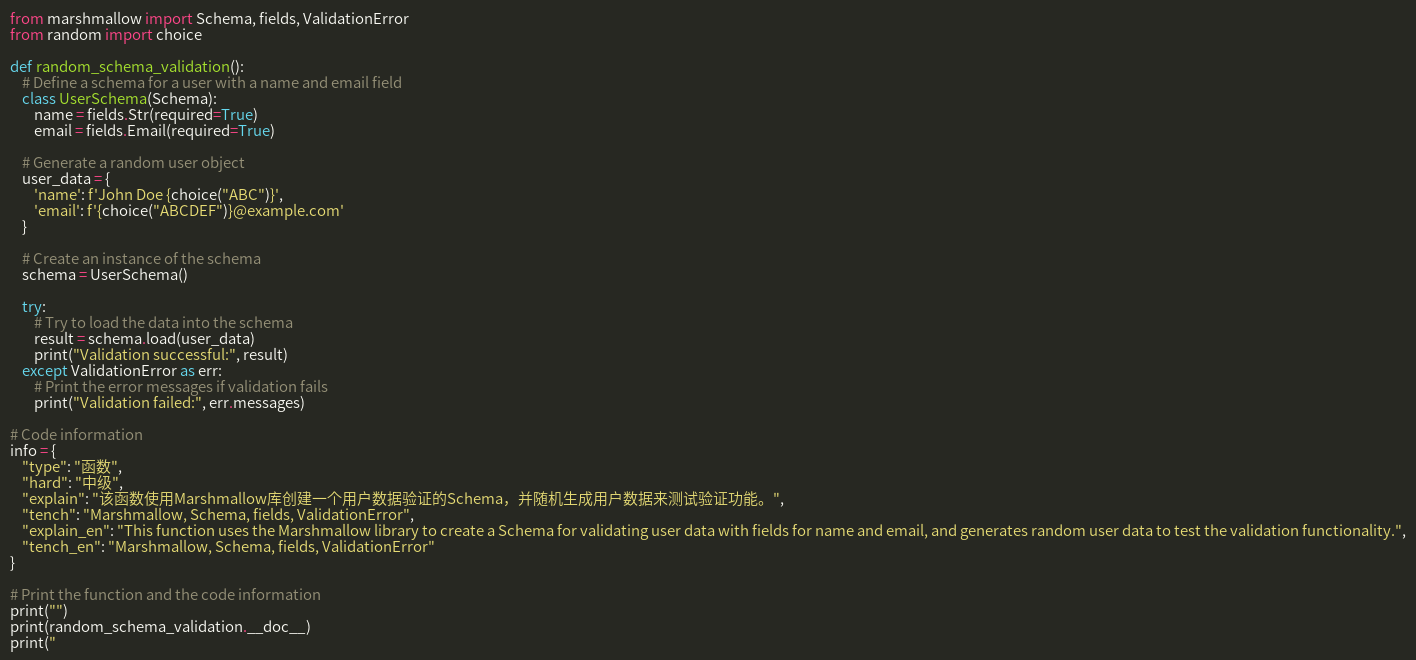 from marshmallow import Schema, fields, ValidationError
from random import choice

def random_schema_validation():
    # Define a schema for a user with a name and email field
    class UserSchema(Schema):
        name = fields.Str(required=True)
        email = fields.Email(required=True)

    # Generate a random user object
    user_data = {
        'name': f'John Doe {choice("ABC")}',
        'email': f'{choice("ABCDEF")}@example.com'
    }

    # Create an instance of the schema
    schema = UserSchema()

    try:
        # Try to load the data into the schema
        result = schema.load(user_data)
        print("Validation successful:", result)
    except ValidationError as err:
        # Print the error messages if validation fails
        print("Validation failed:", err.messages)

# Code information
info = {
    "type": "函数",
    "hard": "中级",
    "explain": "该函数使用Marshmallow库创建一个用户数据验证的Schema，并随机生成用户数据来测试验证功能。",
    "tench": "Marshmallow, Schema, fields, ValidationError",
    "explain_en": "This function uses the Marshmallow library to create a Schema for validating user data with fields for name and email, and generates random user data to test the validation functionality.",
    "tench_en": "Marshmallow, Schema, fields, ValidationError"
}

# Print the function and the code information
print("")
print(random_schema_validation.__doc__)
print("